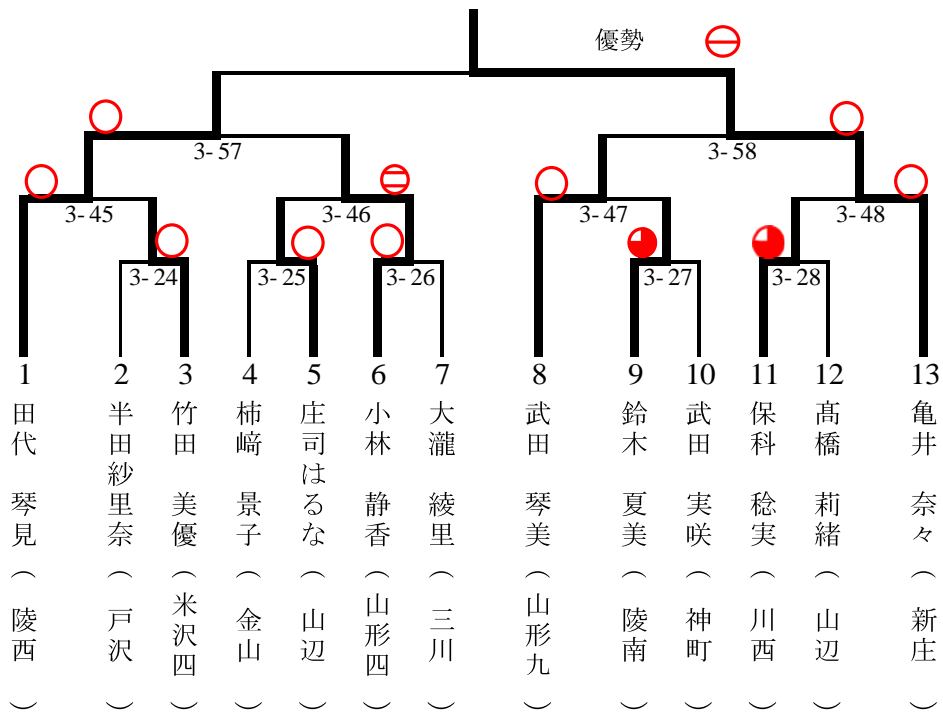 優勢
3-57
3-58
3-45
3-46
3-47
3-48
3-24
3-25
3-26
3-27
3-28
1
2
3
4
5
6
7
8
9
10
11
12
13
田代 琴見(陵西)
半田紗里奈(戸沢)
竹田 美優(米沢四)
柿﨑 景子(金山)
庄司はるな(山辺)
小林 静香(山形四)
大瀧 綾里(三川)
武田 琴美(山形九)
鈴木 夏美(陵南)
武田 実咲(神町)
保科 稔実(川西)
髙橋 莉緒(山辺)
亀井 奈々(新庄)